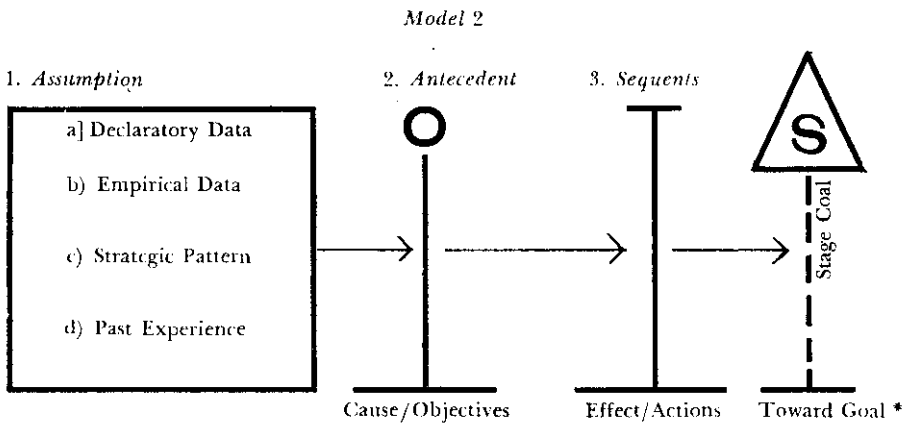 Model 2
1. Assumption
2. Antecedent
3. Sequents
a] Declaratory Data
b) Empirical Data
c) Strategic Pattern
d) Past Experience
S
Stage Coal
Cause/Objectives
Effect/Actions
Toward Goal *